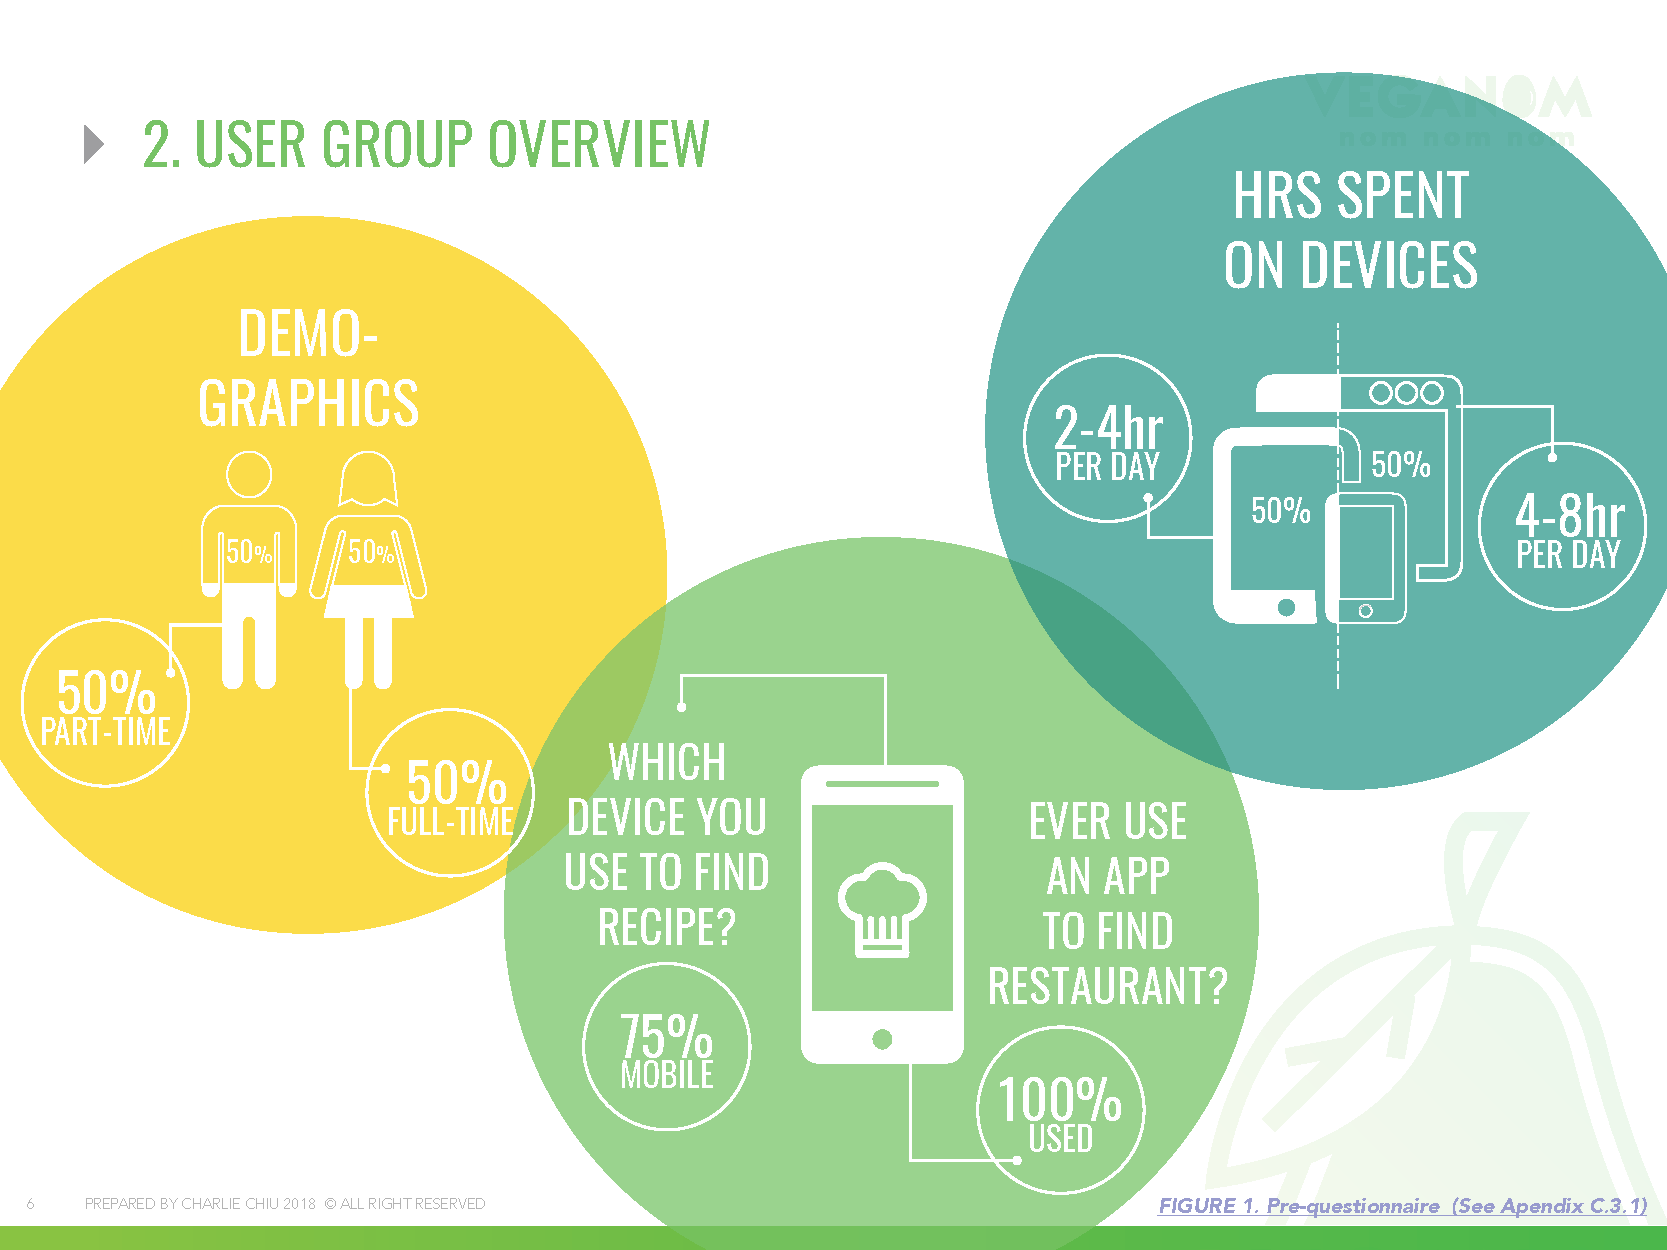 VEGANOM
nom nom nom
2. USER GROUP OVERVIEW
HRS SPENT
ON DEVICES
2-4hr
PER DAY
50%
50%
4-8hr
PER DAY
DEMO-
GRAPHICS
50%
50%
50%
PART-TIME
50%
FULL-TIME
WHICH
DEVICE YOU
USE TO FIND
RECIPE?
75%
MOBILE
EVER USE
AN APP
TO FIND
RESTAURANT?
100%
USED
6 PREPARED BY CHARLIE CHIU 2018 © ALL RIGHT RESERVED
FIGURE 1. Pre-questionnaire (See Apendix C.3.1)